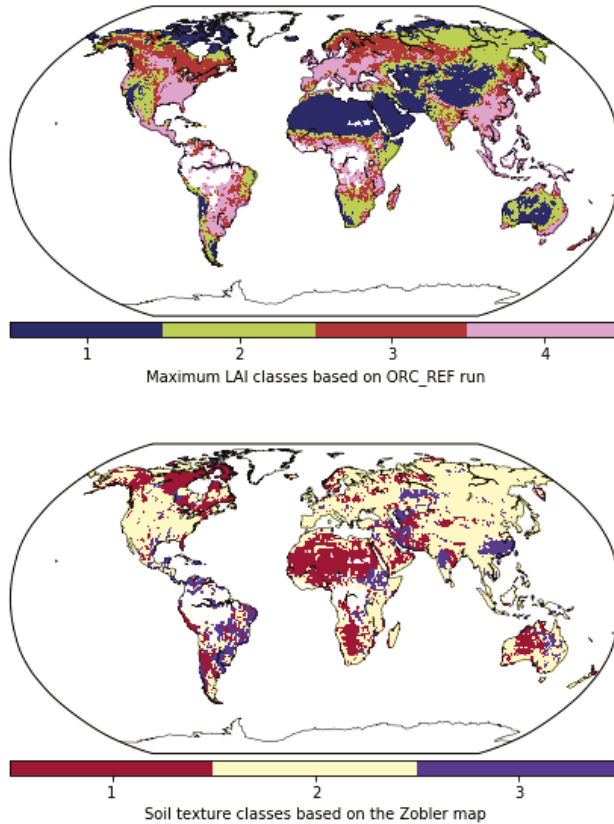 1 2 3 4
Maximum LAI classes based on ORC_REF run
1 2 3
Soil texture classes based on the Zobler map